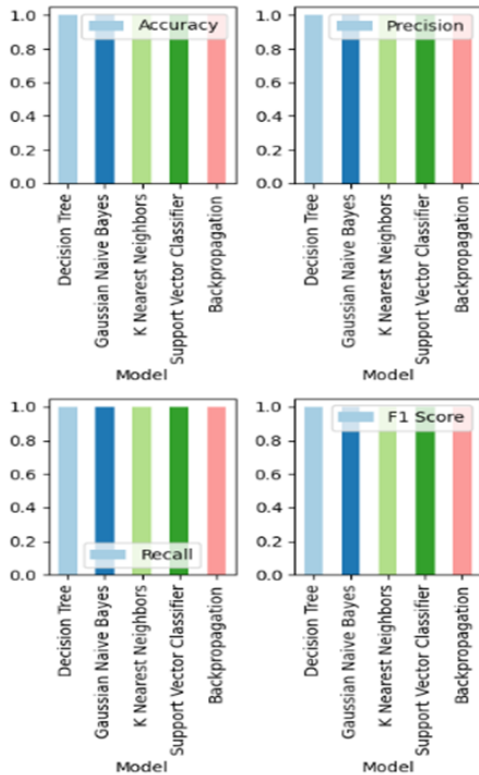 Accuracy
1.0
0.8
0.6
0.4
0.2
0.0
Decision Tree
Gaussian Naive Bayes
K Nearest Neighbors
Support Vector Classifier
Backpropagation
Model
Precision
1.0
0.8
0.6
0.4
0.2
0.0
Decision Tree
Gaussian Naive Bayes
K Nearest Neighbors
Support Vector Classifier
Backpropagation
Model
1.0
0.8
0.6
0.4
0.2
0.0
Recall
Decision Tree
Gaussian Naive Bayes
K Nearest Neighbors
Support Vector Classifier
Backpropagation
Model
F1 Score
1.0
0.8
0.6
0.4
0.2
0.0
Decision Tree
Gaussian Naive Bayes
K Nearest Neighbors
Support Vector Classifier
Backpropagation
Model